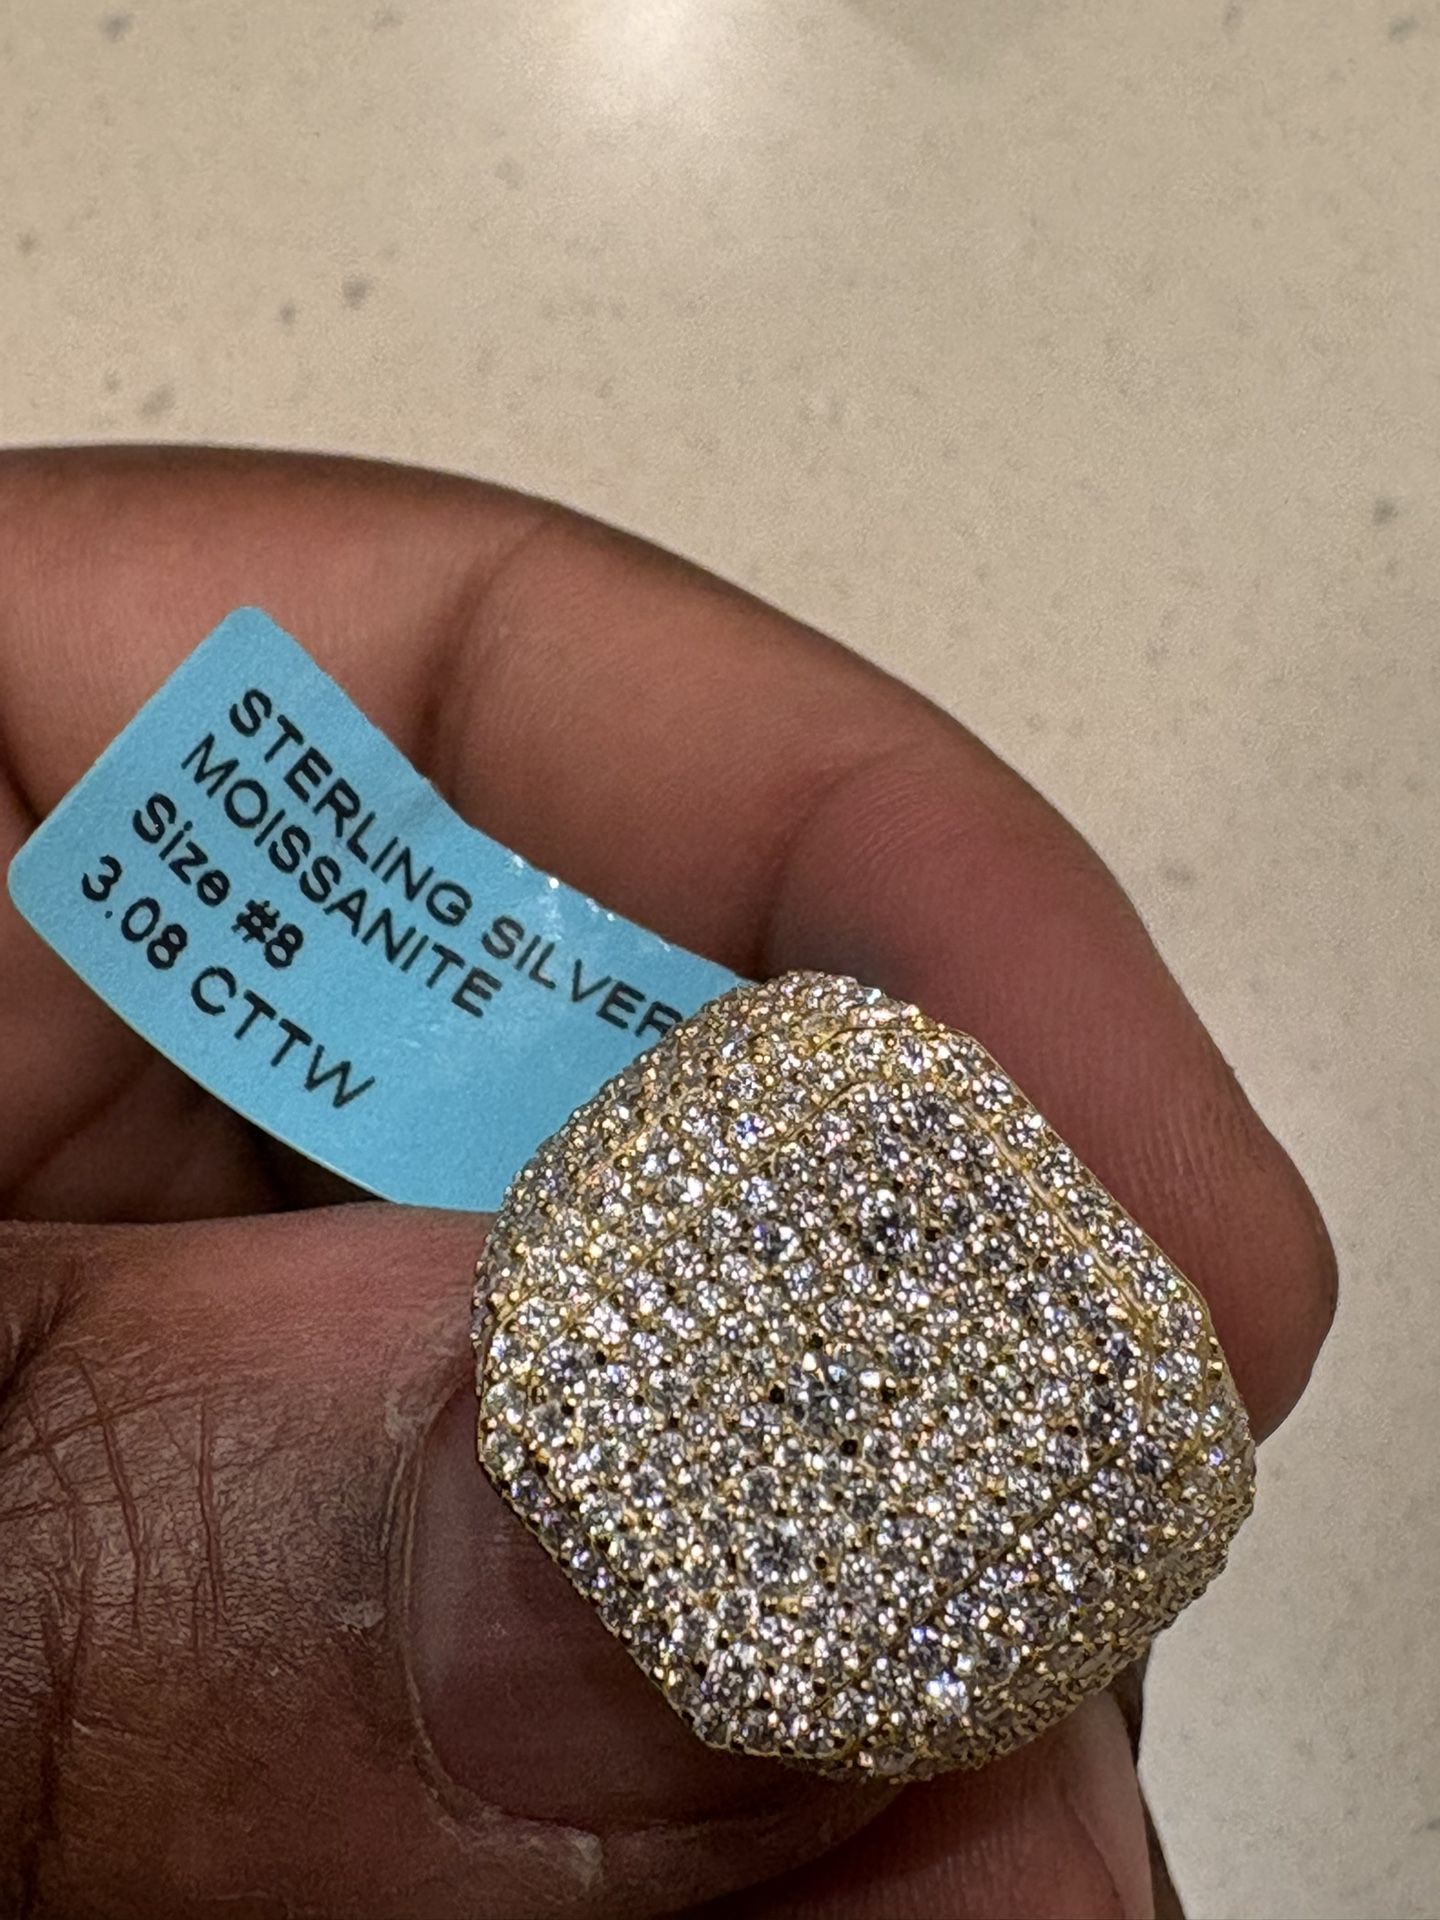 STERLING SILVER
MOISSANITE
Size #8
3.08 CTTW